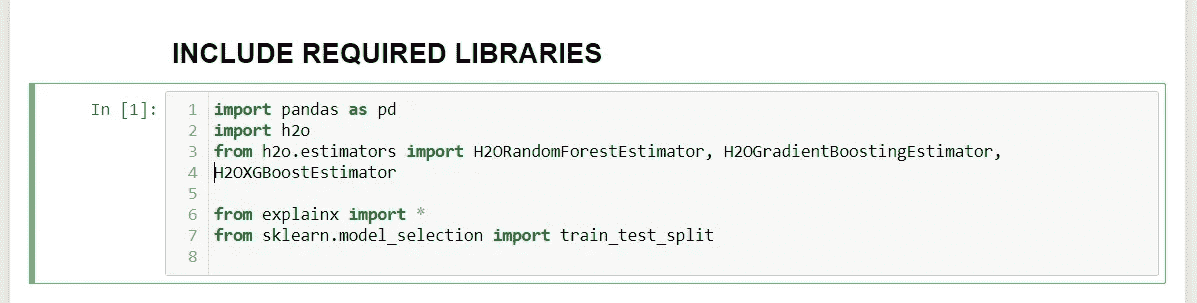 INCLUDE REQUIRED LIBRARIES
In [1]:
1 import pandas as pd
2 import h2o
3 from h2o.estimators import H2ORandomForestEstimator, H2OGradientBoostingEstimator,
4 H2OXGBoostEstimator
5
6 from explainx import *
7 from sklearn.model_selection import train_test_split
8